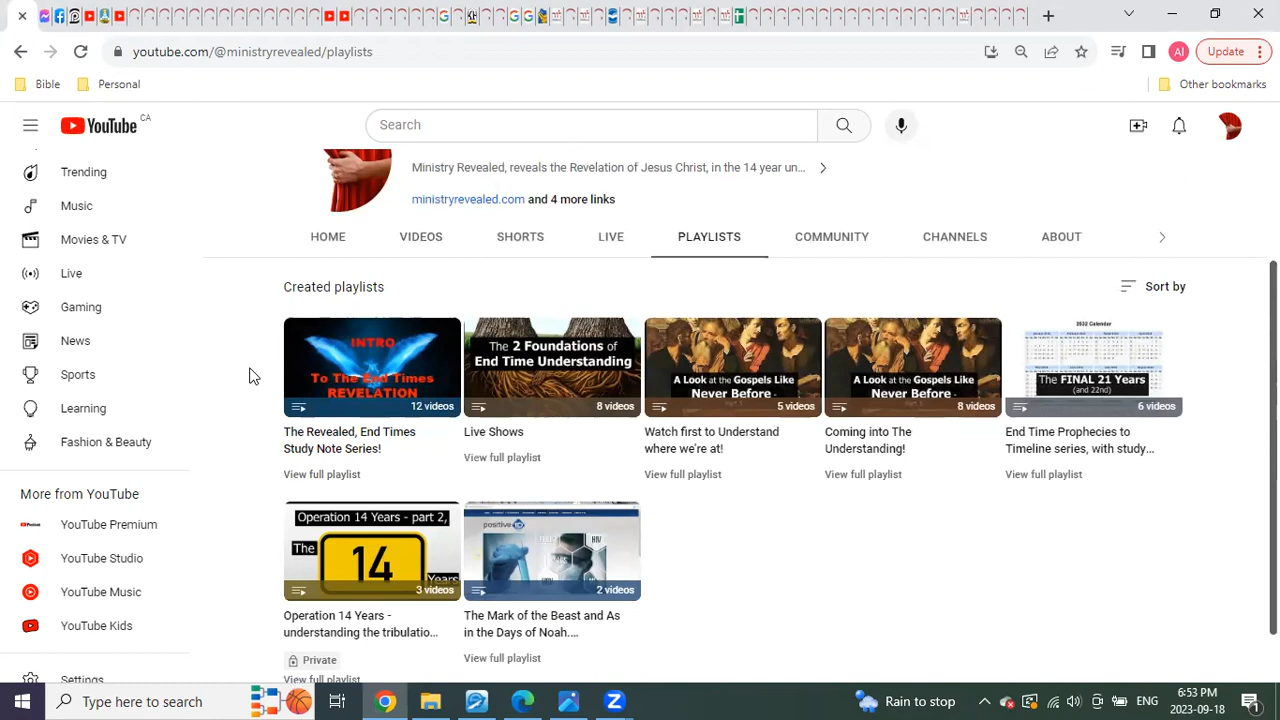 youtube.com/@ministryrevealed/playlists
AI
Update
Bible
Personal
Other bookmarks
YouTube CA
Search
Trending
Music
Movies & TV
Live
Gaming
News
Sports
Learning
Fashion & Beauty
More from YouTube
YouTube Premium
YouTube Studio
YouTube Music
YouTube Kids
Settings
Ministry Revealed, reveals the Revelation of Jesus Christ, in the 14 year un...
ministryrevealed.com and 4 more links
HOME
VIDEOS
SHORTS
LIVE
PLAYLISTS
COMMUNITY
CHANNELS
ABOUT
Created playlists
Sort by
INTRO
To The End Times
REVELATION
12 videos
The Revealed, End Times
Study Note Series!
View full playlist
The 2 Foundations of
End Time Understanding
8 videos
Live Shows
View full playlist
A Look at the Gospels Like
Never Before -
5 videos
Watch first to Understand
where we're at!
View full playlist
A Look at the Gospels Like
Never Before -
8 videos
Coming into The
Understanding!
View full playlist
2022 Calendar
The FINAL 21 Years
(and 22nd)
6 videos
End Time Prophecies to
Timeline series, with study...
View full playlist
Operation 14 Years - part 2,
The
14
Years
3 videos
Operation 14 Years -
understanding the tribulatio...
Private
View full playlist
positive
HIV
2 videos
The Mark of the Beast and As
in the Days of Noah....
View full playlist
Type here to search
Rain to stop
ENG
6:53 PM
2023-09-18